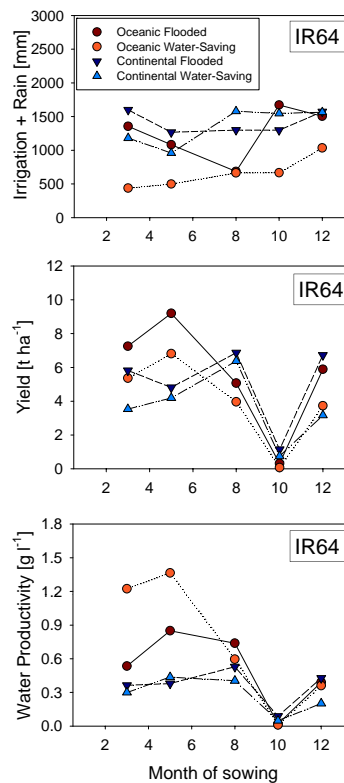 3000
2500
2000
1500
1000
500
0
Irrigation + Rain [mm]
Oceanic Flooded
Oceanic Water-Saving
Continental Flooded
Continental Water-Saving
IR64
2 4 6 8 10 12
12
10
8
6
4
2
0
Yield [t ha⁻¹]
IR64
2 4 6 8 10 12
1.8
1.5
1.2
0.9
0.6
0.3
0.0
Water Productivity [g l⁻¹]
IR64
2 4 6 8 10 12
Month of sowing